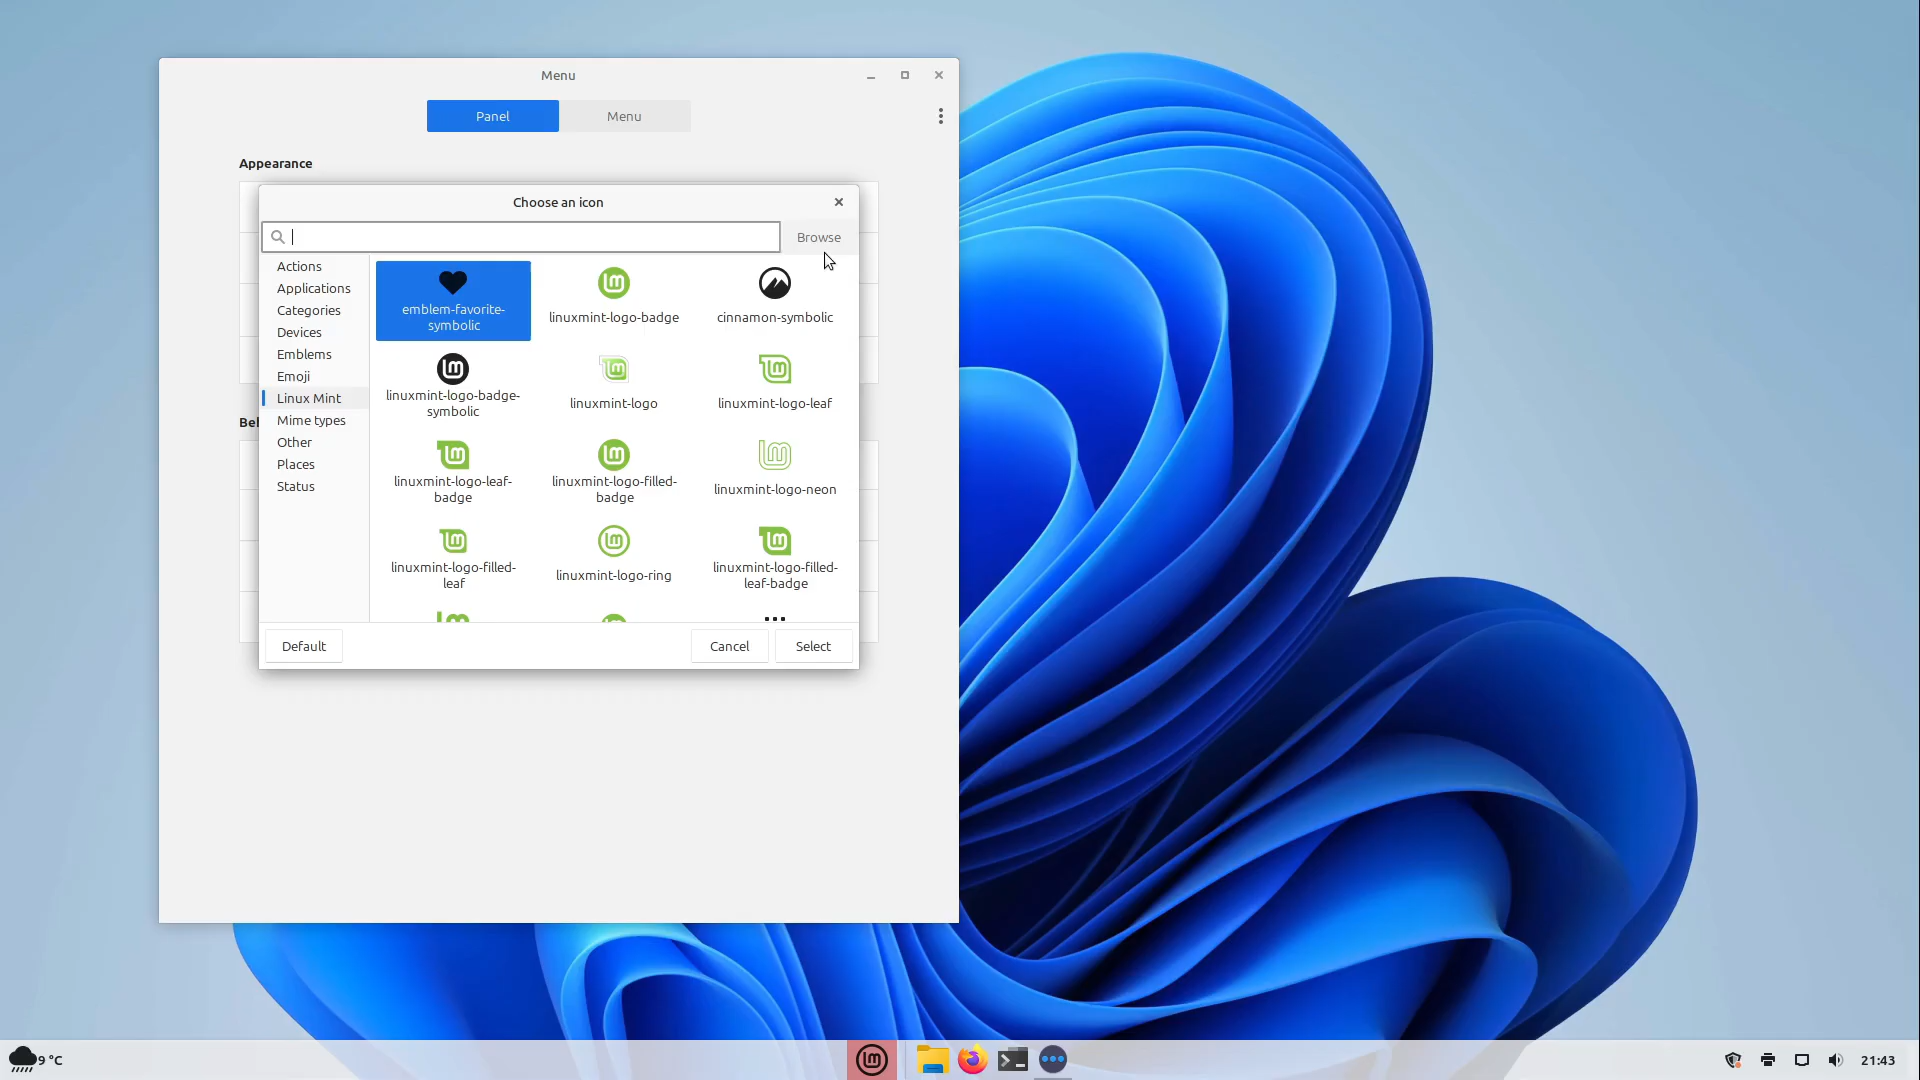 Menu
Panel
Menu
Appearance
Choose an icon
Browse
Actions
Applications
Categories
Devices
Emblems
Emoji
Linux Mint
Mime types
Other
Places
Status
Bel
emblem-favorite-
symbolic
linuxmint-logo-badge
cinnamon-symbolic
linuxmint-logo-badge-
symbolic
linuxmint-logo
linuxmint-logo-leaf
linuxmint-logo-leaf-
badge
linuxmint-logo-filled-
badge
linuxmint-logo-neon
linuxmint-logo-filled-
leaf
linuxmint-logo-ring
linuxmint-logo-filled-
leaf-badge
Default
Cancel
Select
9 °C
21:43